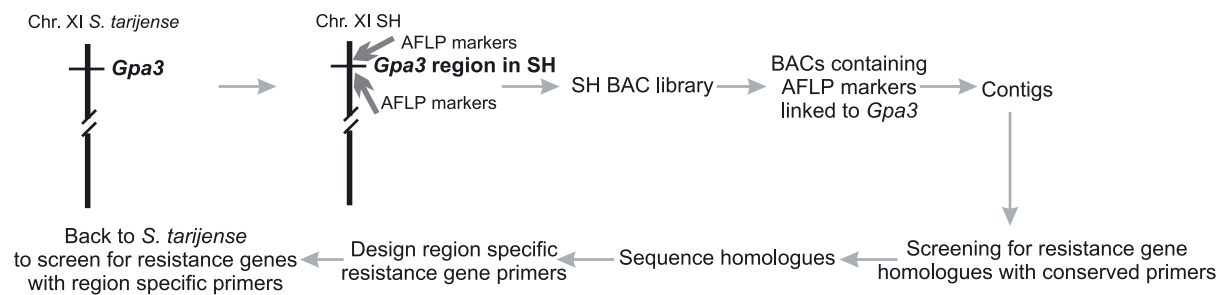 Chr. XI S. tarijense
Gpa3
Chr. XI SH
AFLP markers
Gpa3 region in SH
AFLP markers
SH BAC library
BACs containing
AFLP markers
linked to Gpa3
Contigs
Screening for resistance gene
homologues with conserved primers
Sequence homologues
Design region specific
resistance gene primers
Back to S. tarijense
to screen for resistance genes
with region specific primers